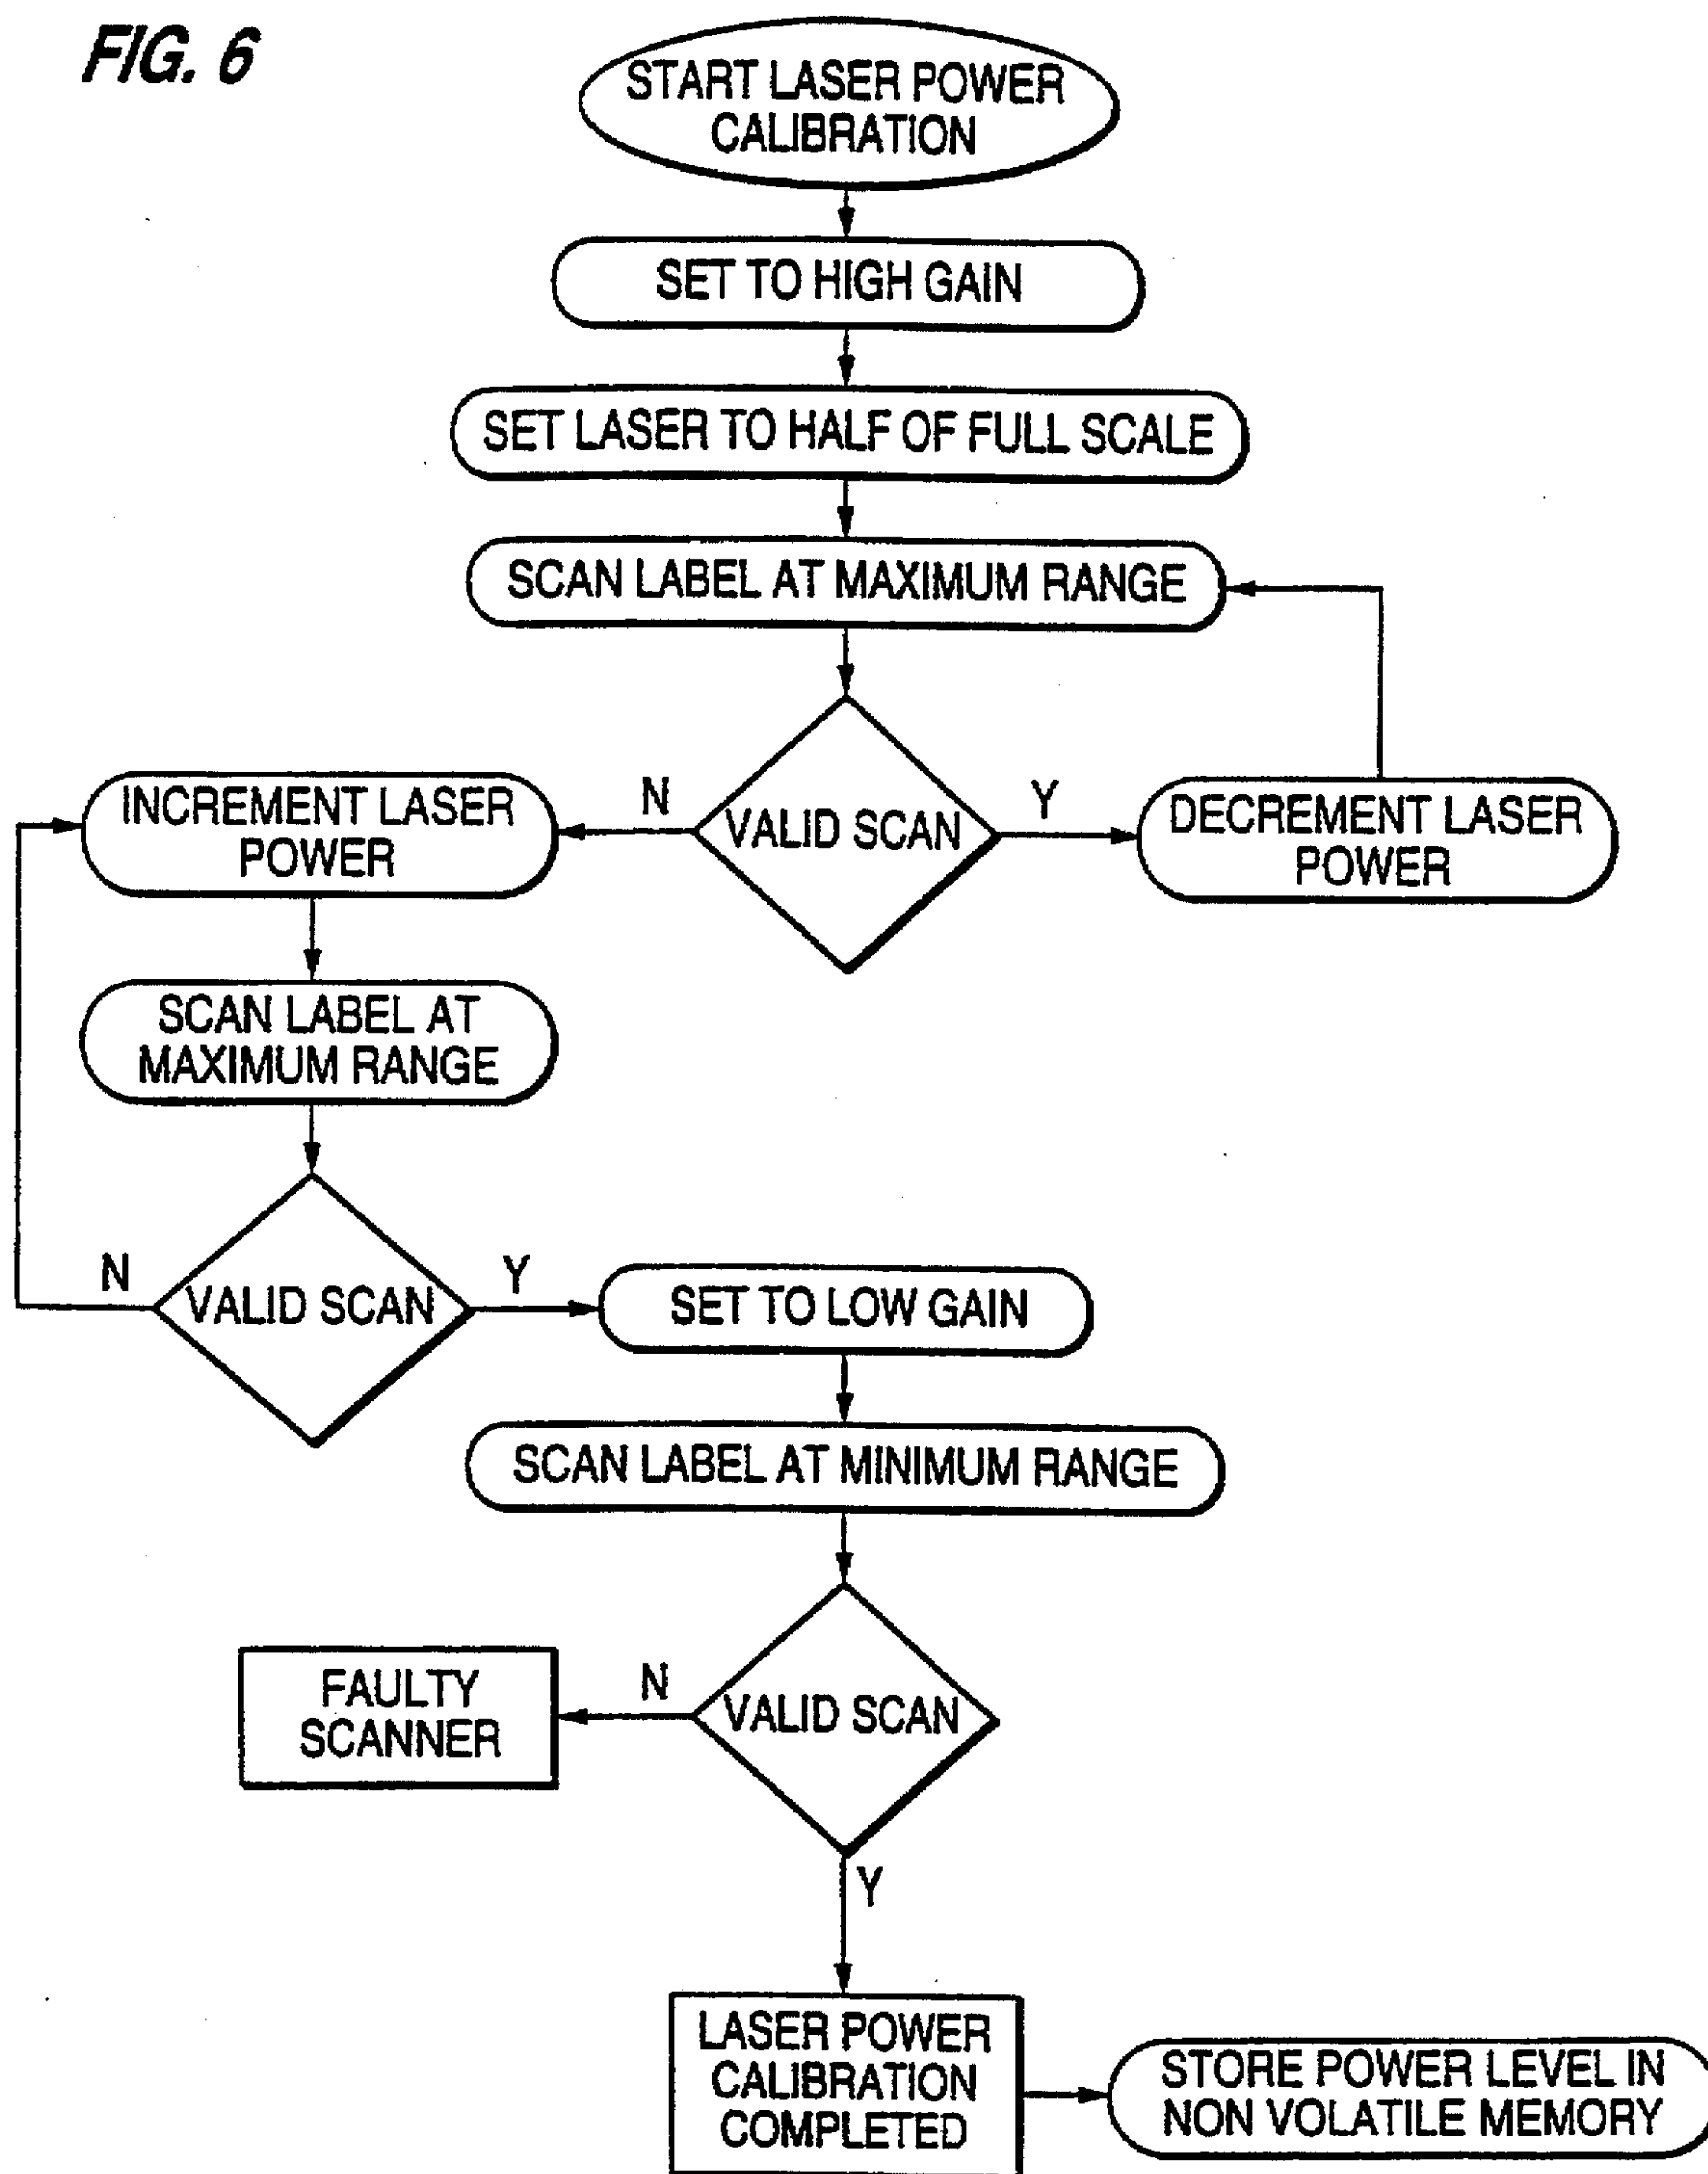 FIG. 6
START LASER POWER
CALIBRATION
SET TO HIGH GAIN
SET LASER TO HALF OF FULL SCALE
SCAN LABEL AT MAXIMUM RANGE
N
VALID SCAN
Y
INCREMENT LASER
POWER
DECREMENT LASER
POWER
SCAN LABEL AT
MAXIMUM RANGE
N
VALID SCAN
Y
SET TO LOW GAIN
SCAN LABEL AT MINIMUM RANGE
FAULTY
SCANNER
N
VALID SCAN
Y
LASER POWER
CALIBRATION
COMPLETED
STORE POWER LEVEL IN
NON VOLATILE MEMORY